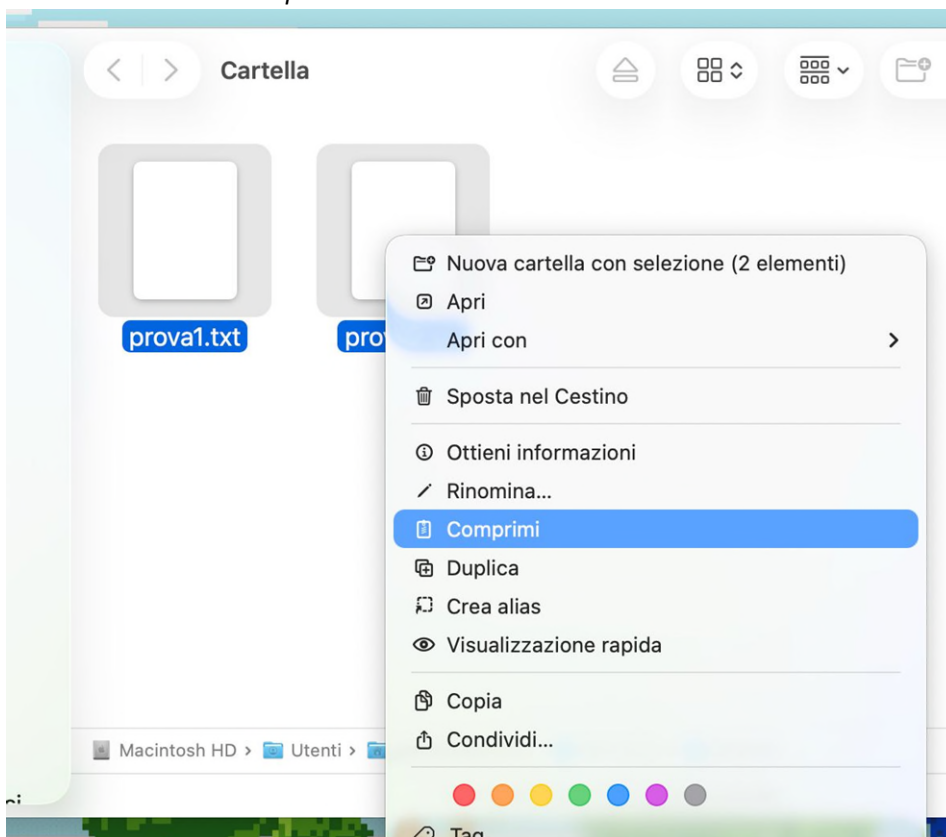 Cartella
prova1.txt
Nuova cartella con selezione (2 elementi)
Apri
Apri con
Sposta nel Cestino
Ottieni informazioni
Rinomina...
Comprimi
Duplica
Crea alias
Visualizzazione rapida
Copia
Condividi...
Tag
Macintosh HD > Utenti >